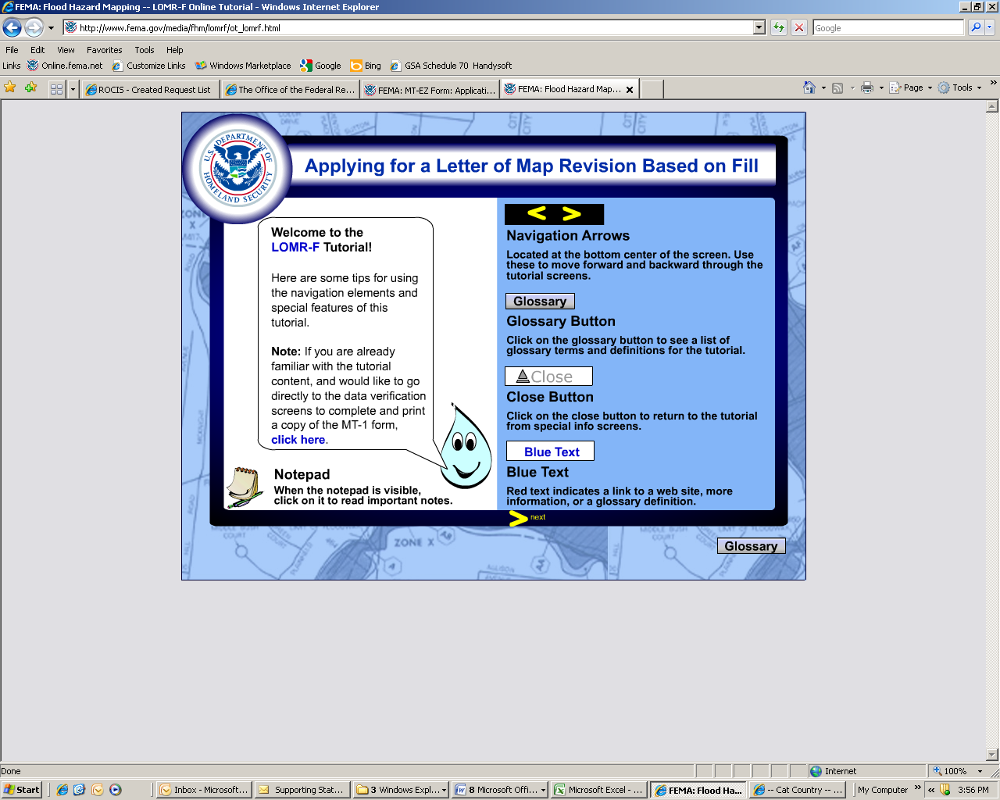 FEMA: Flood Hazard Mapping -- LOMR-F Online Tutorial - Windows Internet Explorer
http://www.fema.gov/media/fhm/lomrf/ot_lomrf.html
Google
File Edit View Favorites Tools Help
Links Online.fema.net Customize Links Windows Marketplace Google Bing GSA Schedule 70 Handysoft
ROCIS - Created Request List
The Office of the Federal Re...
FEMA: MT-EZ Form: Applicati...
FEMA: Flood Hazard Map...
Page Tools
U.S. DEPARTMENT OF HOMELAND SECURITY
Applying for a Letter of Map Revision Based on Fill
Welcome to the
LOMR-F Tutorial!
Here are some tips for using
the navigation elements and
special features of this
tutorial.
Note: If you are already
familiar with the tutorial
content, and would like to go
directly to the data verification
screens to complete and print
a copy of the MT-1 form,
click here.
Notepad
When the notepad is visible,
click on it to read important notes.
< >
Navigation Arrows
Located at the bottom center of the screen. Use
these to move forward and backward through the
tutorial screens.
Glossary
Glossary Button
Click on the glossary button to see a list of
glossary terms and definitions for the tutorial.
Close
Close Button
Click on the close button to return to the tutorial
from special info screens.
Blue Text
Blue Text
Red text indicates a link to a web site, more
information, or a glossary definition.
> next
ZONE X
Glossary
Done
Internet
100%
Start
Inbox - Microsoft...
Supporting Stat...
3 Windows Expl...
8 Microsoft Offi...
Microsoft Excel - ...
FEMA: Flood Ha...
-- Cat Country -- ...
My Computer
3:56 PM